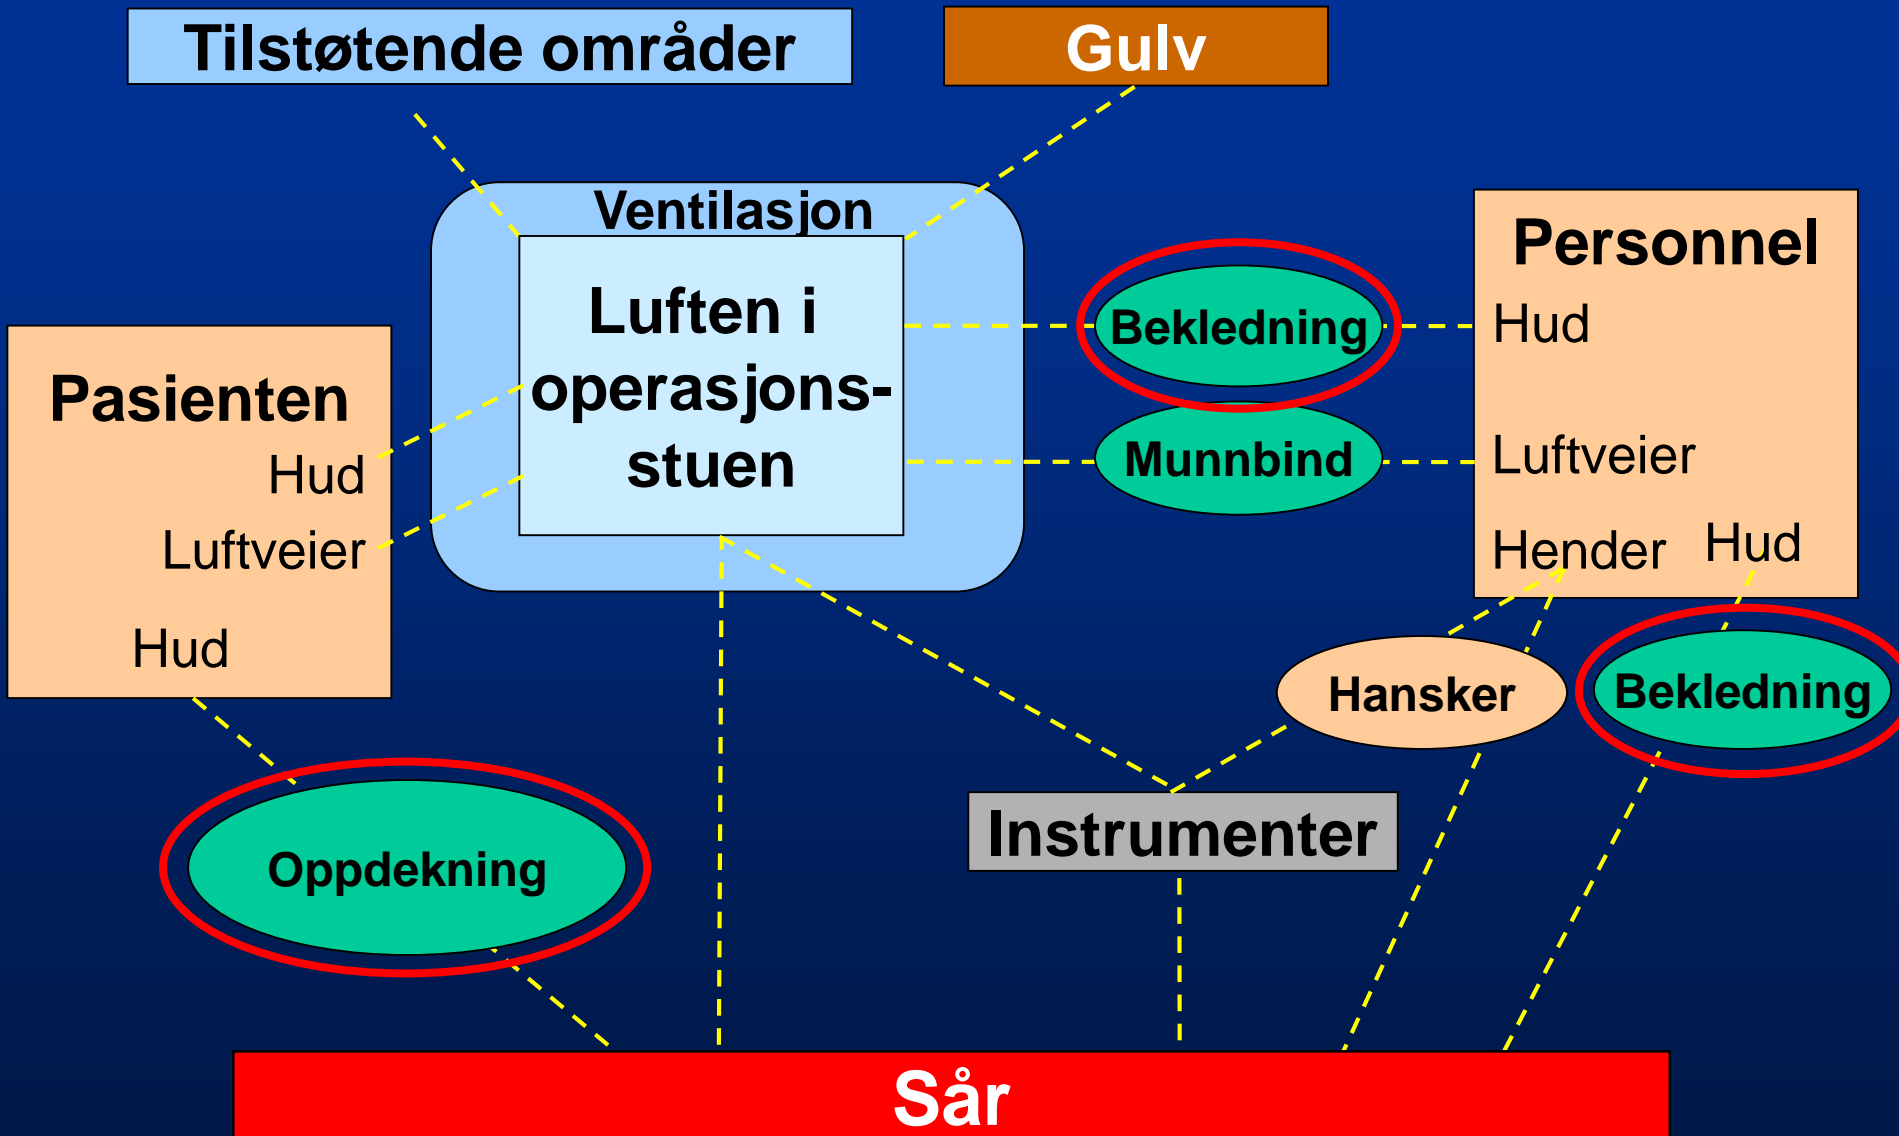 Tilstøtende områder
Gulv
Ventilasjon
Luften i
operasjons-
stuen
Pasienten
Hud
Luftveier
Hud
Bekledning
Munnbind
Personnel
Hud
Luftveier
Hender
Hud
Hansker
Bekledning
Instrumenter
Oppdekning
Sår